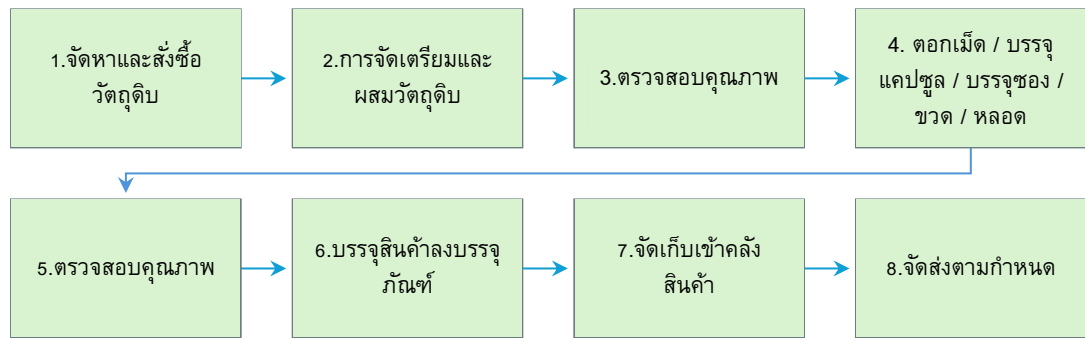 1.จัดหาและสั่งซื้อ
วัตถุดิบ
2.การจัดเตรียมและ
ผสมวัตถุดิบ
3.ตรวจสอบคุณภาพ
4. ตอกเม็ด / บรรจุ
แคปซูล / บรรจุซอง /
ขวด / หลอด
5.ตรวจสอบคุณภาพ
6.บรรจุสินค้าลงบรรจุ
ภัณฑ์
7.จัดเก็บเข้าคลัง
สินค้า
8.จัดส่งตามกำหนด